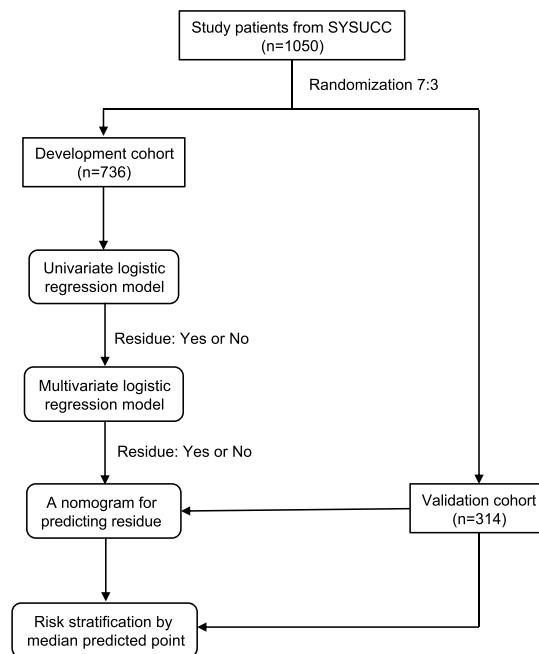 Study patients from SYSUCC
(n=1050)
Randomization 7:3
Development cohort
(n=736)
Univariate logistic
regression model
Residue: Yes or No
Multivariate logistic
regression model
Residue: Yes or No
A nomogram for
predicting residue
Validation cohort
(n=314)
Risk stratification by
median predicted point